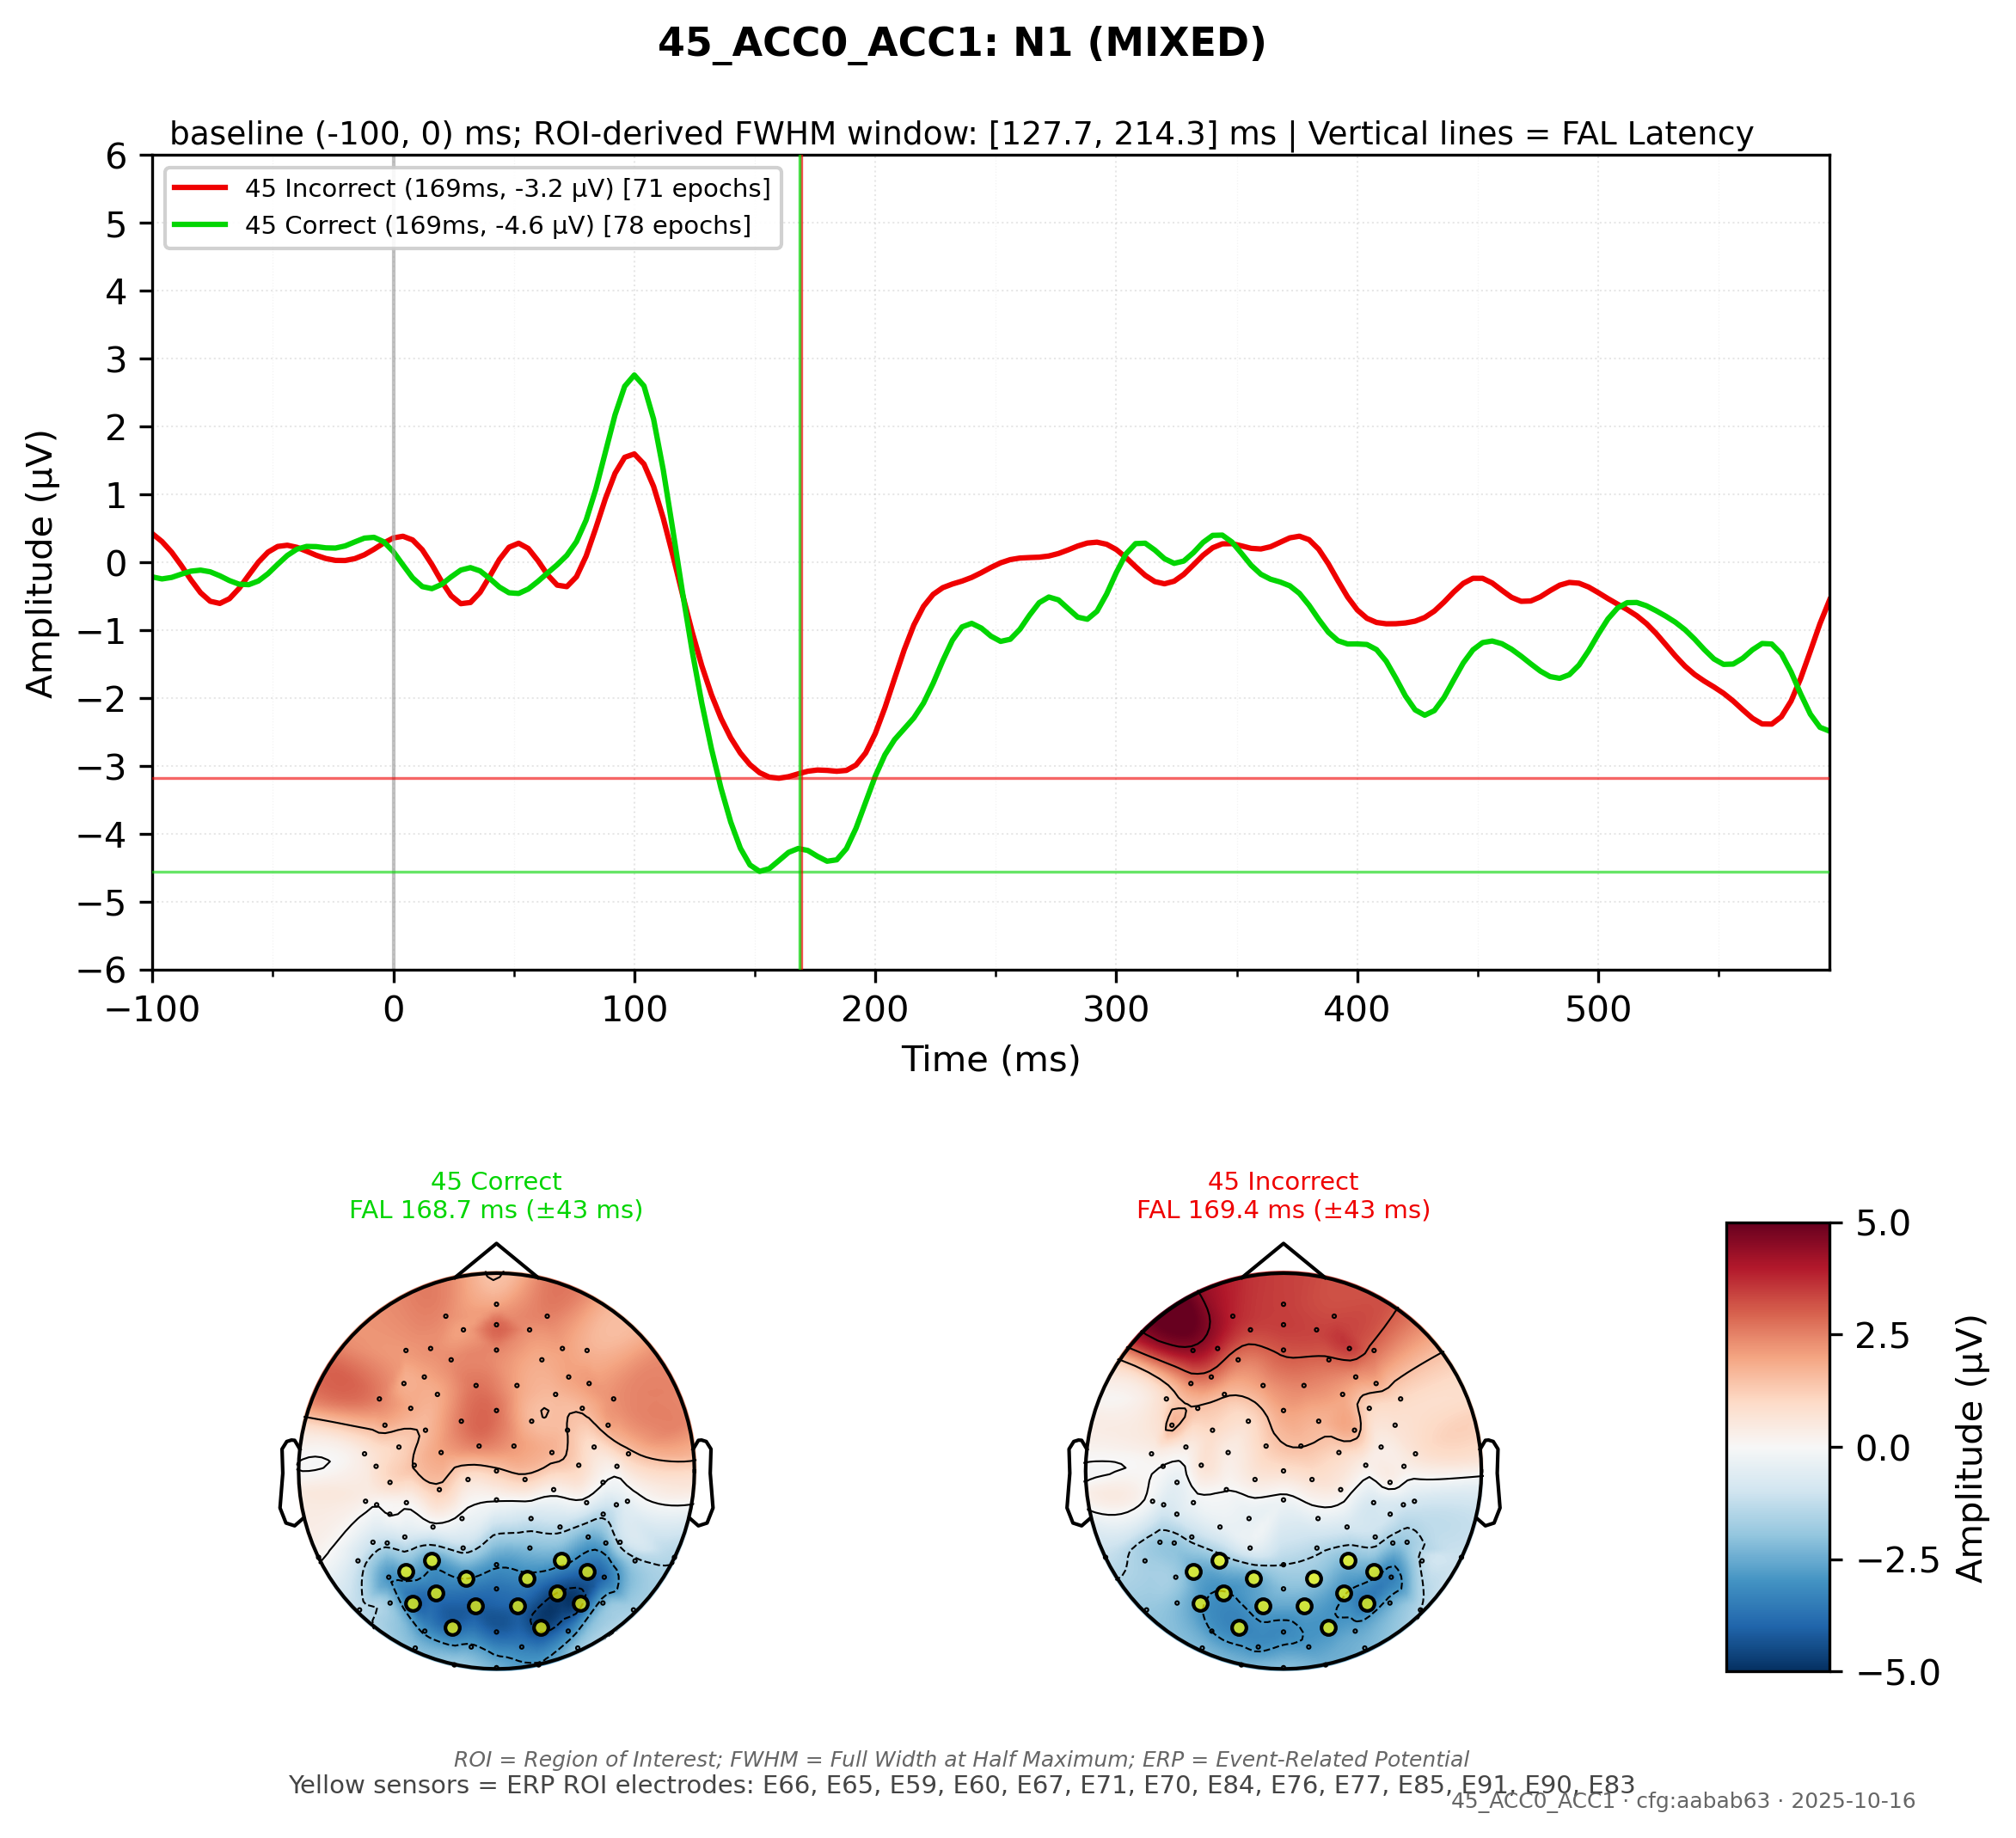 45_ACC0_ACC1: N1 (MIXED)
baseline (-100, 0) ms; ROI-derived FWHM window: [127.7, 214.3] ms | Vertical lines = FAL Latency
45 Incorrect (169ms, -3.2 µV) [71 epochs]
45 Correct (169ms, -4.6 µV) [78 epochs]
Amplitude (µV)
6
5
4
3
2
1
0
−1
−2
−3
−4
−5
−6
−100
0
100
200
300
400
500
Time (ms)
45 Correct
FAL 168.7 ms (±43 ms)
45 Incorrect
FAL 169.4 ms (±43 ms)
5.0
2.5
0.0
−2.5
−5.0
Amplitude (µV)
ROI = Region of Interest; FWHM = Full Width at Half Maximum; ERP = Event-Related Potential
Yellow sensors = ERP ROI electrodes: E66, E65, E59, E60, E67, E71, E70, E84, E76, E77, E85, E91, E90, E83
45_ACC0_ACC1 · cfg:aabab63 · 2025-10-16